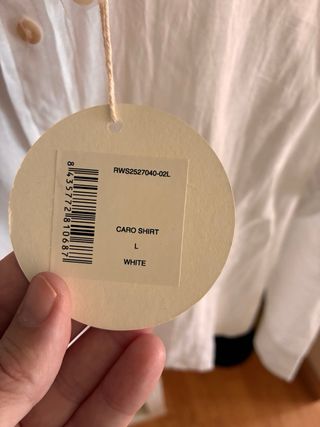 RWS2527040-02L
8435772810687
CARO SHIRT
L
WHITE